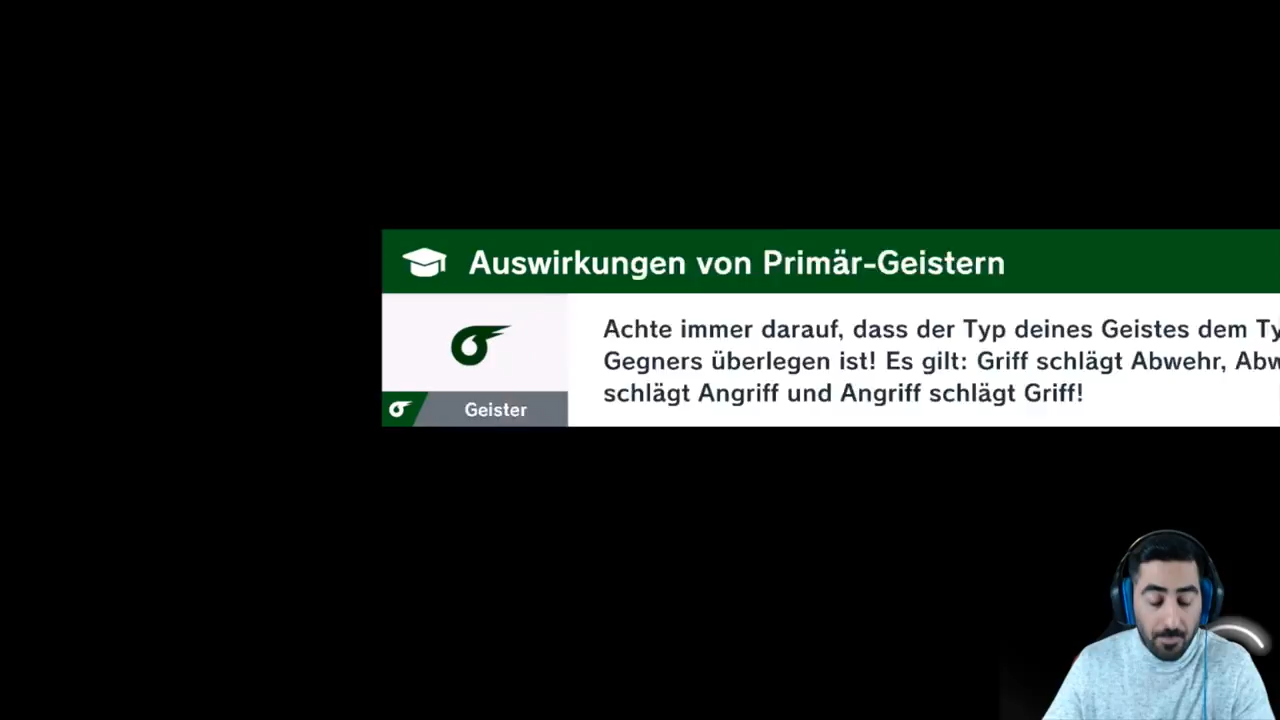 Auswirkungen von Primär-Geistern
Achte immer darauf, dass der Typ deines Geistes dem
Gegners überlegen ist! Es gilt: Griff schlägt Abwehr,
schlägt Angriff und Angriff schlägt Griff!
Geister